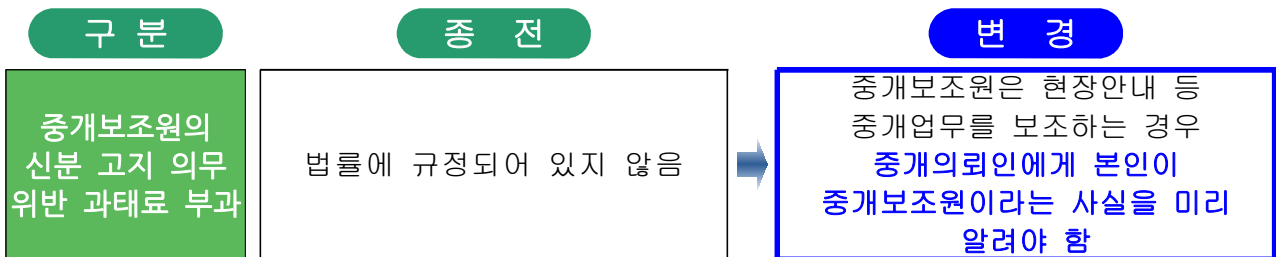 구 분
종 전
변 경
중개보조원의
신분 고지 의무
위반 과태료 부과
법률에 규정되어 있지 않음
중개보조원은 현장안내 등
중개업무를 보조하는 경우
중개의뢰인에게 본인이
중개보조원이라는 사실을 미리
알려야 함